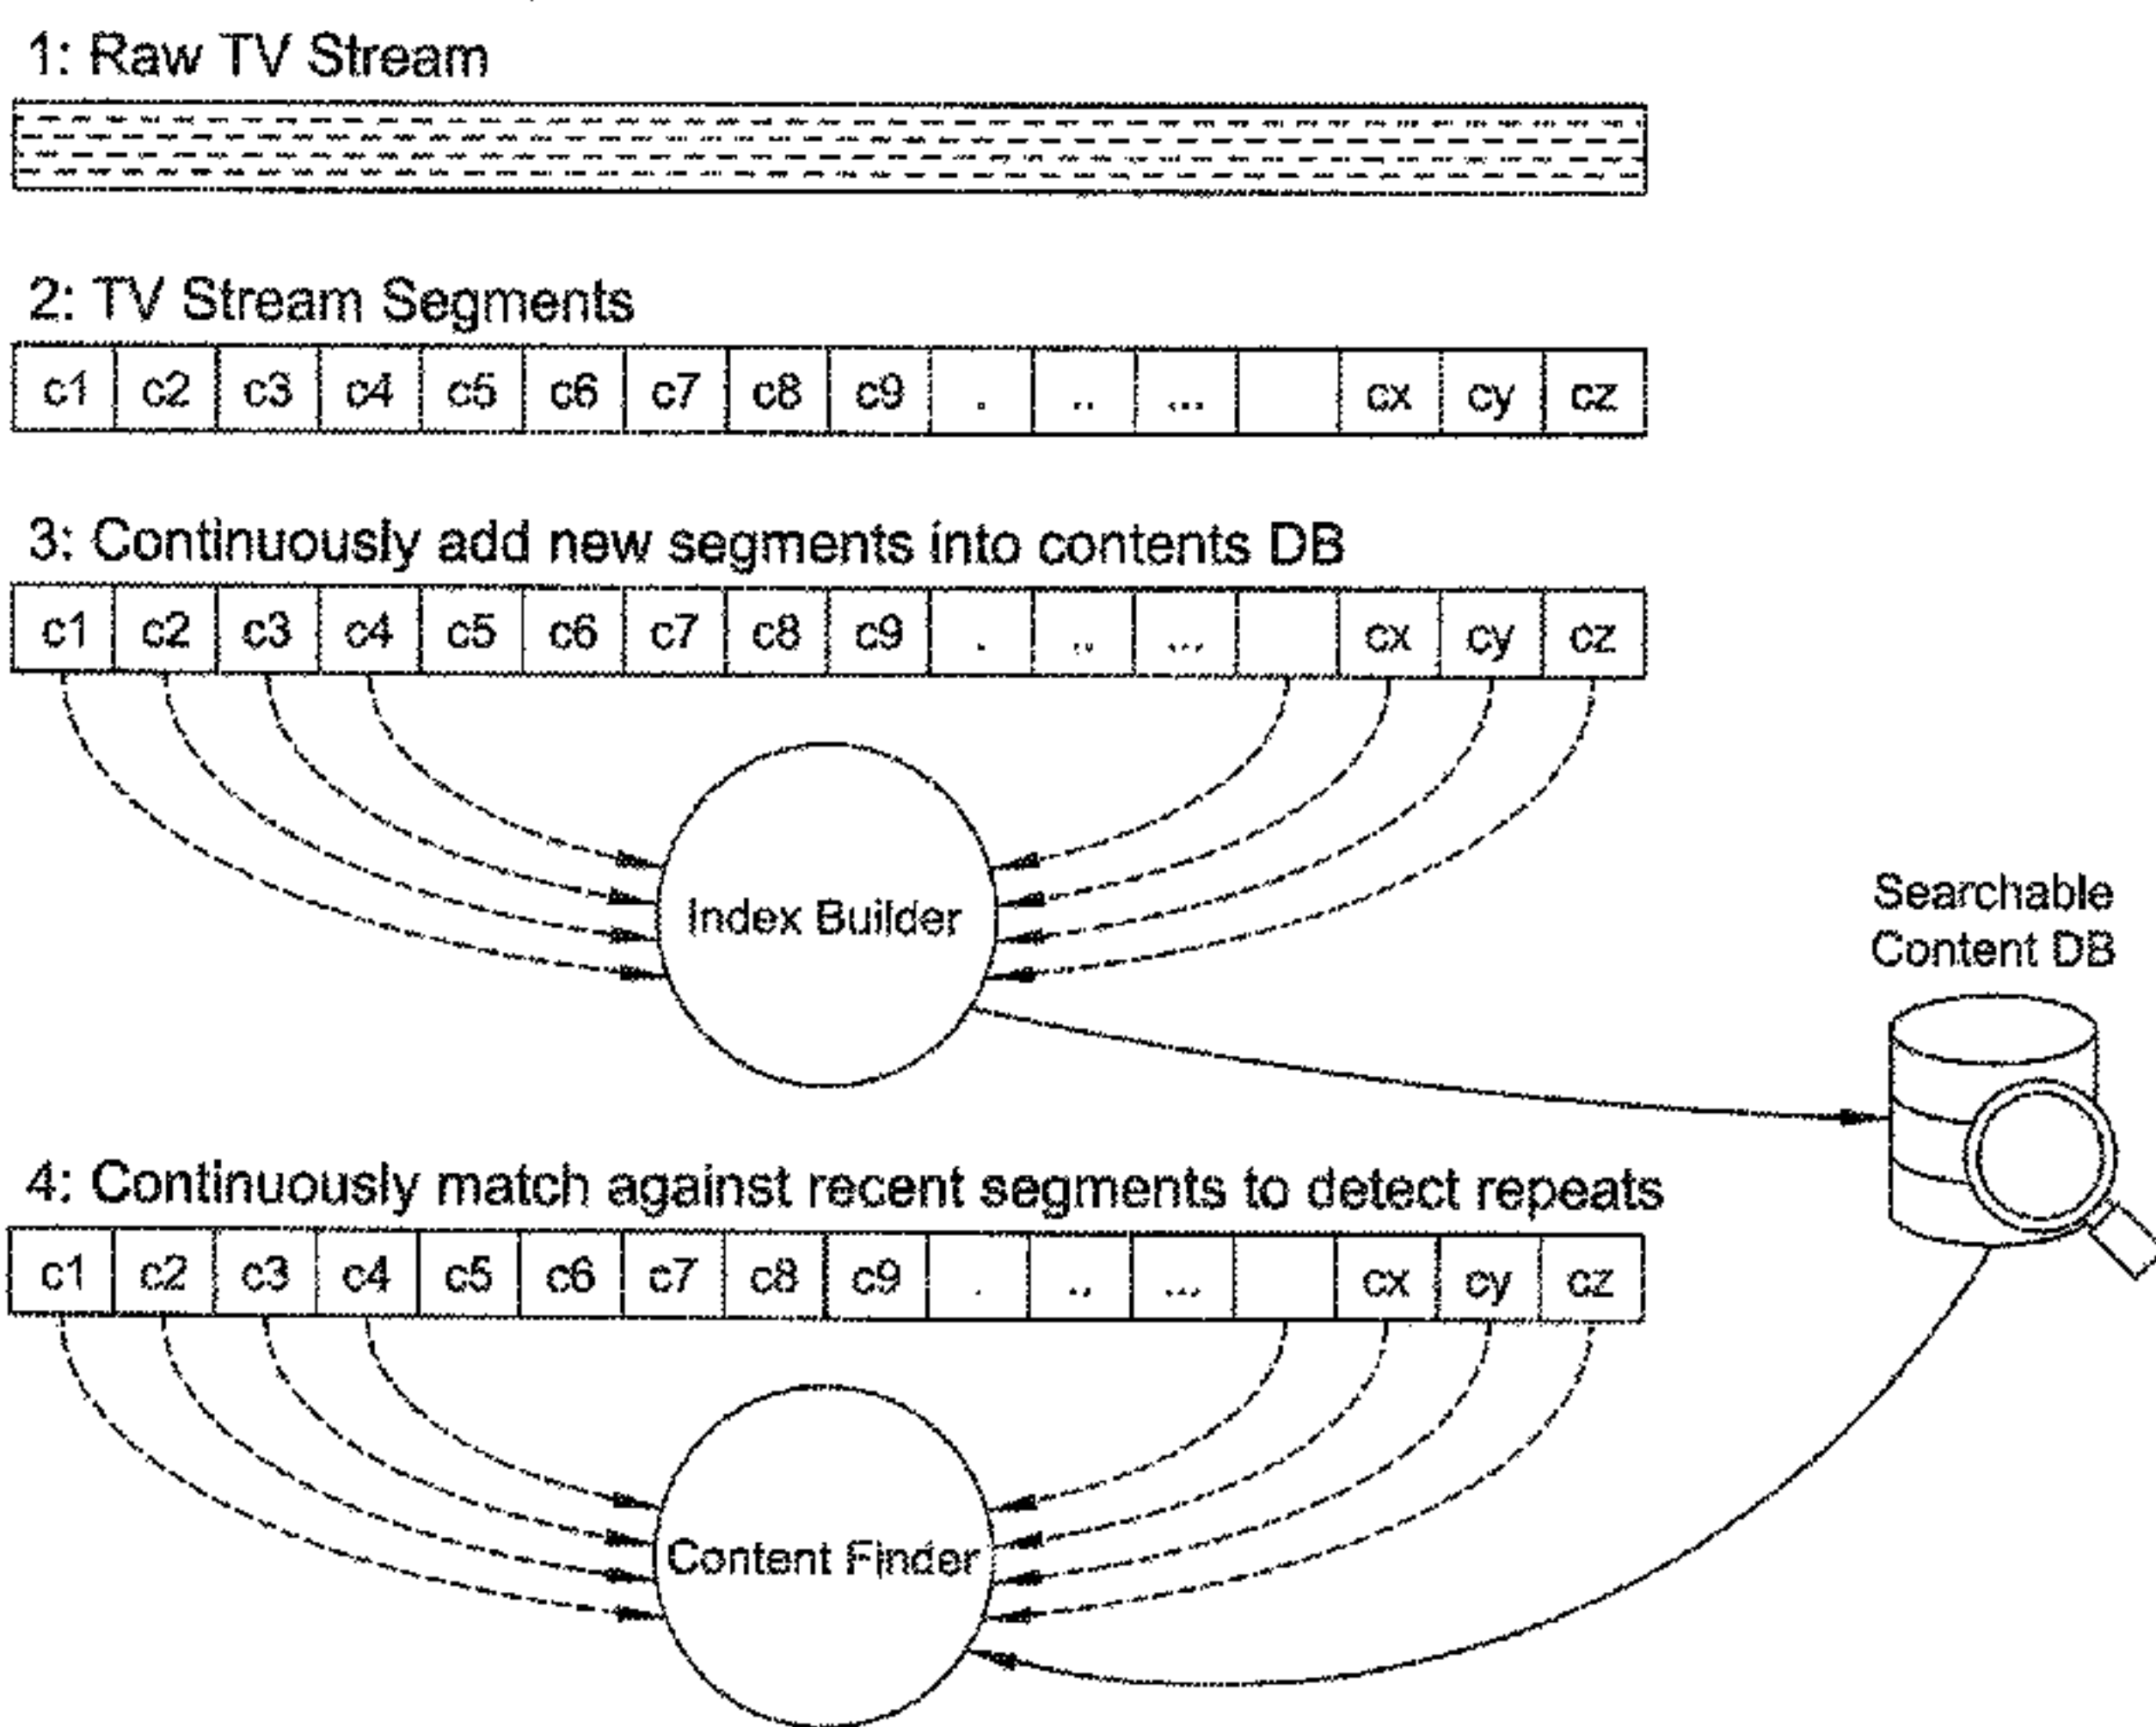 1: Raw TV Stream
2: TV Stream Segments
c1 c2 c3 c4 c5 c6 c7 c8 c9 . .. ... cx cy cz
3: Continuously add new segments into contents DB
c1 c2 c3 c4 c5 c6 c7 c8 c9 . .. ... cx cy cz
Index Builder
Searchable
Content DB
4: Continuously match against recent segments to detect repeats
c1 c2 c3 c4 c5 c6 c7 c8 c9 . .. ... cx cy cz
Content Finder